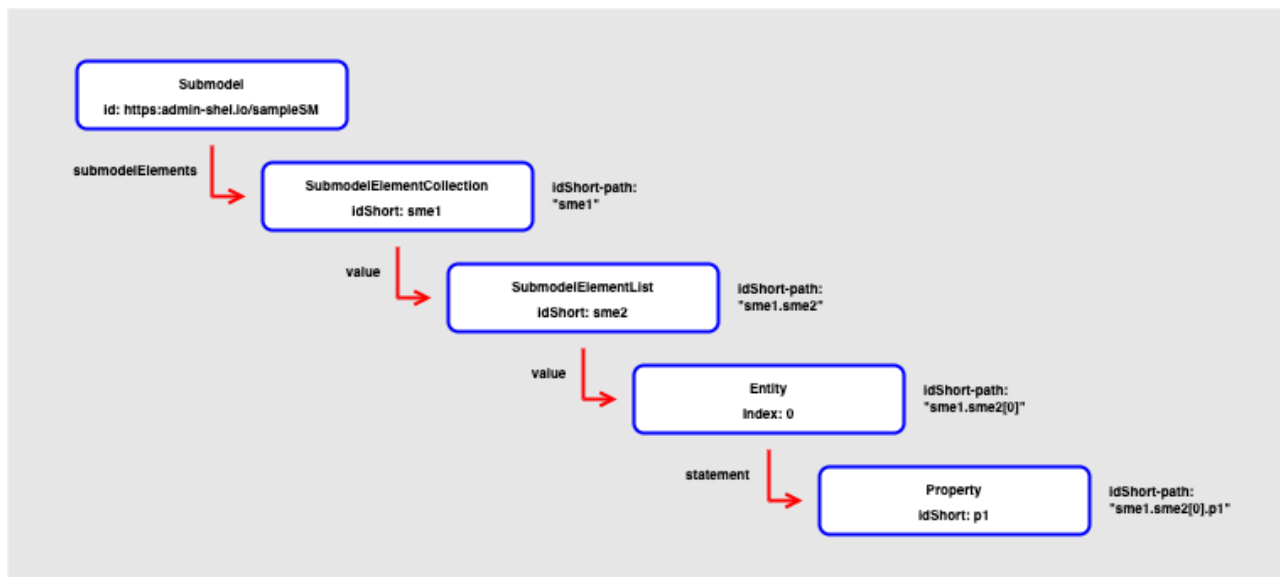 Submodel
id: https:admin-shel.io/sampleSM
submodelElements
SubmodelElementCollection
idShort: sme1
idShort-path:
"sme1"
value
SubmodelElementList
idShort: sme2
idShort-path:
"sme1.sme2"
value
Entity
Index: 0
idShort-path:
"sme1.sme2[0]"
statement
Property
idShort: p1
idShort-path:
"sme1.sme2[0].p1"